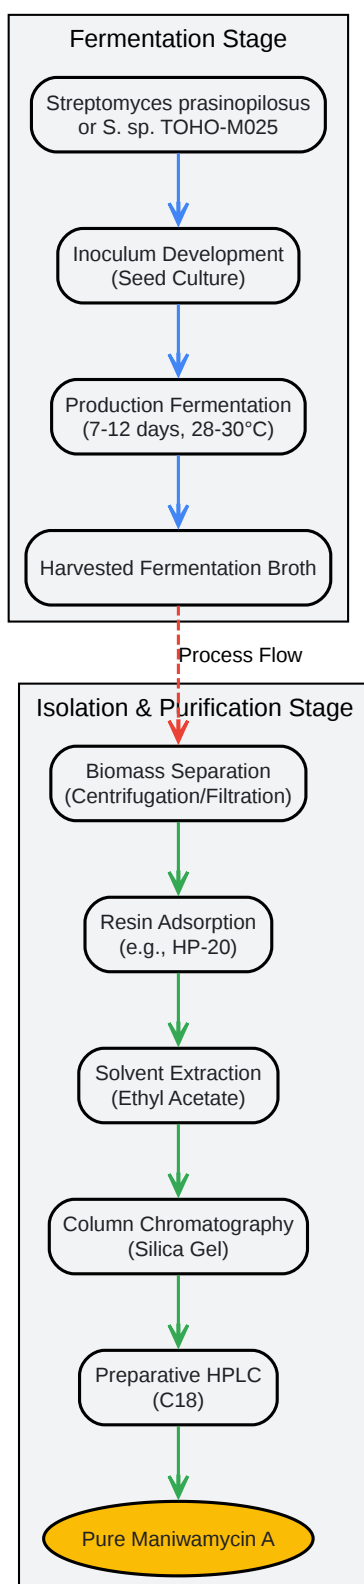 Fermentation Stage
Streptomyces prasinopilosus
or S. sp. TOHO-M025
Inoculum Development
(Seed Culture)
Production Fermentation
(7-12 days, 28-30°C)
Harvested Fermentation Broth
Process Flow
Isolation & Purification Stage
Biomass Separation
(Centrifugation/Filtration)
Resin Adsorption
(e.g., HP-20)
Solvent Extraction
(Ethyl Acetate)
Column Chromatography
(Silica Gel)
Preparative HPLC
(C18)
Pure Maniwamycin A